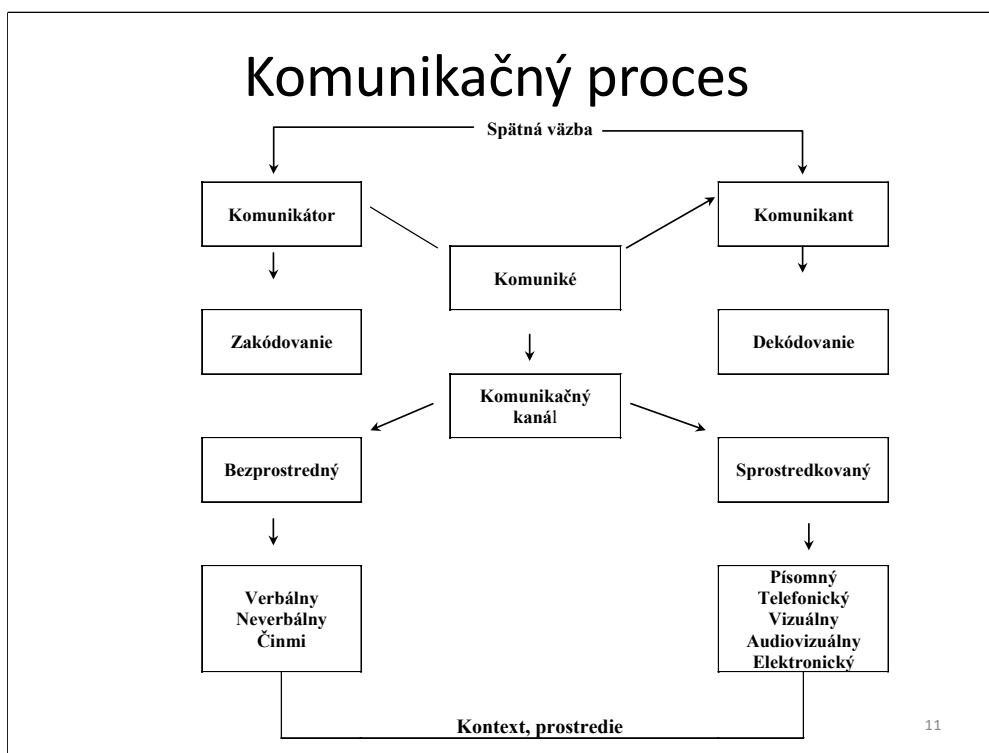 Komunikačný proces
Spätná väzba
Komunikátor
Komunikant
Komuniké
Zakódovanie
Dekódovanie
Komunikačný
kanál
Bezprostredný
Sprostredkovaný
Verbálny
Neverbálny
Činmi
Písomný
Telefonický
Vizuálny
Audiovizuálny
Elektronický
Kontext, prostredie
11